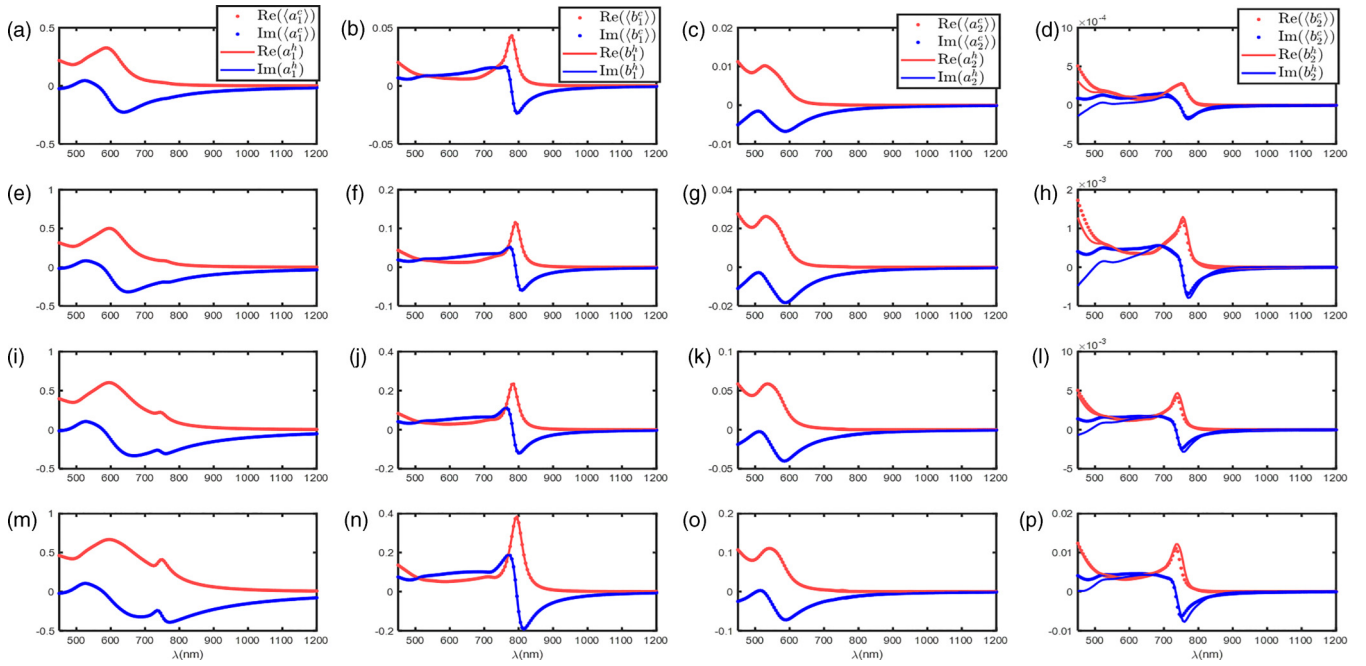 (a)
0.5
0
-0.5
500 600 700 800 900 1000 1100 1200
Re(⟨a₁ᶜ⟩)
Im(⟨a₁ᶜ⟩)
Re(a₁ʰ)
Im(a₁ʰ)
(b)
0.05
0
-0.05
400 500 600 700 800 900 1000 1100 1200
Re(⟨b₁ᶜ⟩)
Im(⟨b₁ᶜ⟩)
Re(b₁ʰ)
Im(b₁ʰ)
(c)
0.02
0.01
0
-0.01
500 600 700 800 900 1000 1100 1200
Re(⟨a₂ᶜ⟩)
Im(⟨a₂ᶜ⟩)
Re(a₂ʰ)
Im(a₂ʰ)
(d)
×10⁻⁴
10
5
0
-5
500 600 700 800 900 1000 1100 1200
Re(⟨b₂ᶜ⟩)
Im(⟨b₂ᶜ⟩)
Re(b₂ʰ)
Im(b₂ʰ)
(e)
1
0.5
0
-0.5
500 600 700 800 900 1000 1100 1200
(f)
0.2
0.1
0
-0.1
500 600 700 800 900 1000 1100 1200
(g)
0.04
0.02
0
-0.02
500 600 700 800 900 1000 1100 1200
(h)
×10⁻³
2
1
0
-1
500 600 700 800 900 1000 1100 1200
(i)
1
0.5
0
-0.5
500 600 700 800 900 1000 1100 1200
(j)
0.4
0.2
0
-0.2
500 600 700 800 900 1000 1100 1200
(k)
0.1
0.05
0
-0.05
500 600 700 800 900 1000 1100 1200
(l)
×10⁻³
10
5
0
-5
500 600 700 800 900 1000 1100 1200
(m)
1
0.5
0
-0.5
500 600 700 800 900 1000 1100 1200
λ(nm)
(n)
0.4
0.2
0
-0.2
500 600 700 800 900 1000 1100 1200
λ(nm)
(o)
0.2
0.1
0
-0.1
500 600 700 800 900 1000 1100 1200
λ(nm)
(p)
0.02
0.01
0
-0.01
500 600 700 800 900 1000 1100 1200
λ(nm)